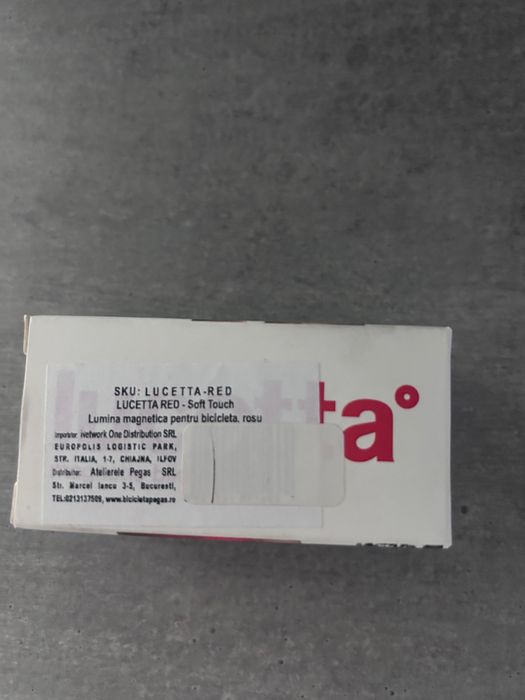 SKU: LUCETTA-RED
LUCETTA RED - Soft Touch
Lumina magnetica pentru bicicleta, rosu
Importator: Network One Distribution SRL
EUROPOLIS LOGISTIC PARK,
STR. ITALIA, 1-7, CHIAJNA, ILFOV
Distribuitor: Atelierele Pegas SRL
Str. Marcel Iancu 3-5, Bucuresti,
TEL:0213137509, www.bicicletapegas.ro
tta°